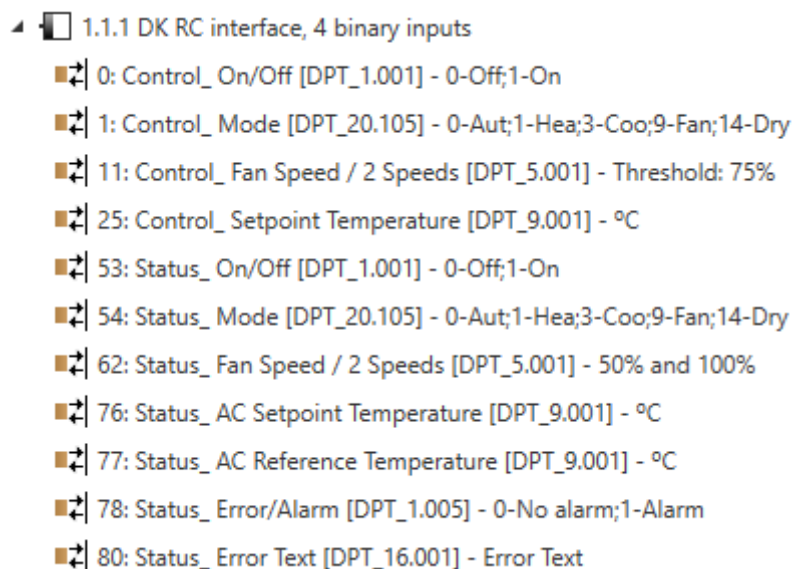 1.1.1 DK RC interface, 4 binary inputs
0: Control_ On/Off [DPT_1.001] - 0-Off;1-On
1: Control_ Mode [DPT_20.105] - 0-Aut;1-Hea;3-Coo;9-Fan;14-Dry
11: Control_ Fan Speed / 2 Speeds [DPT_5.001] - Threshold: 75%
25: Control_ Setpoint Temperature [DPT_9.001] - ºC
53: Status_ On/Off [DPT_1.001] - 0-Off;1-On
54: Status_ Mode [DPT_20.105] - 0-Aut;1-Hea;3-Coo;9-Fan;14-Dry
62: Status_ Fan Speed / 2 Speeds [DPT_5.001] - 50% and 100%
76: Status_ AC Setpoint Temperature [DPT_9.001] - ºC
77: Status_ AC Reference Temperature [DPT_9.001] - ºC
78: Status_ Error/Alarm [DPT_1.005] - 0-No alarm;1-Alarm
80: Status_ Error Text [DPT_16.001] - Error Text